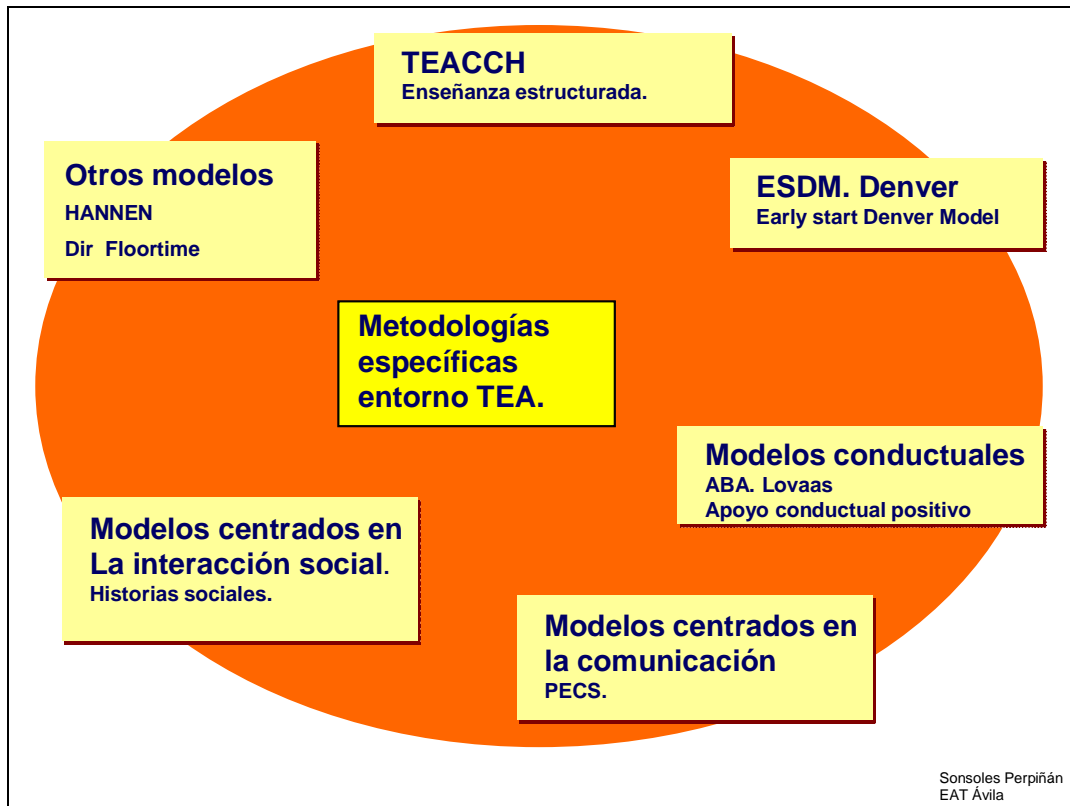 TEACCH
Enseñanza estructurada.
Otros modelos
HANNEN
Dir Floortime
ESDM. Denver
Early start Denver Model
Metodologías
específicas
entorno TEA.
Modelos conductuales
ABA. Lovaas
Apoyo conductual positivo
Modelos centrados en
La interacción social.
Historias sociales.
Modelos centrados en
la comunicación
PECS.
Sonsoles Perpiñán
EAT Ávila